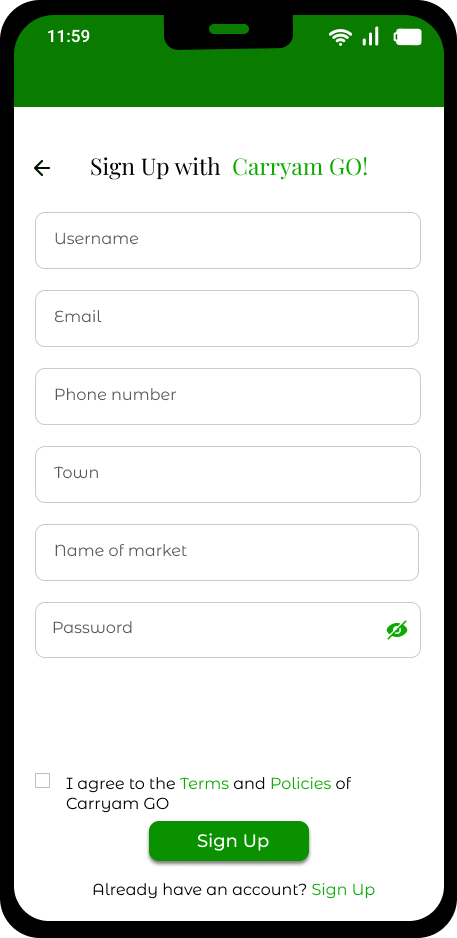 11:59
Sign Up with Carryam GO!
Username
Email
Phone number
Town
Name of market
Password
I agree to the Terms and Policies of
Carryam GO
Sign Up
Already have an account? Sign Up